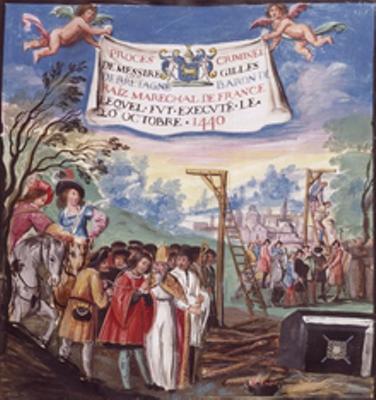 PROCES CRIMINEL
DE MESSIRE GILLES
DE BRETAGNE BARON DE
RAIZ MARECHAL DE FRANCE
LEQVEL · FVT · EXECVTÉ · LE ·
20 OCTOBRE · 1440